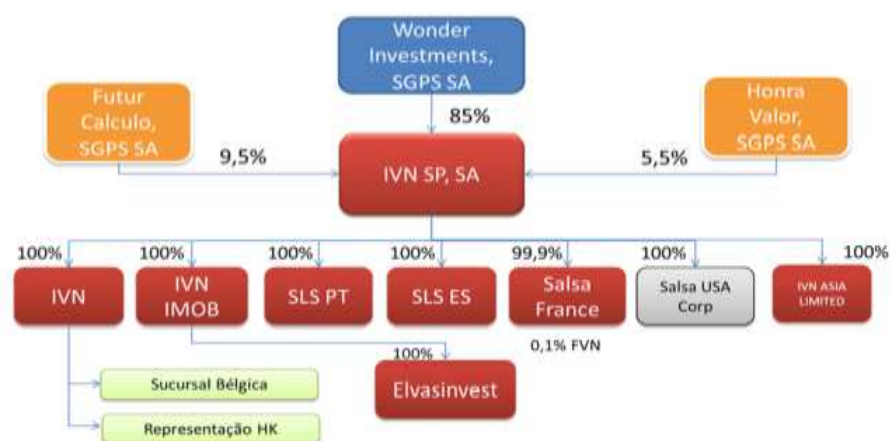 Wonder
Investments,
SGPS SA
Futur
Calculo,
SGPS SA
Honra
Valor,
SGPS SA
85%
9,5%
5,5%
IVN SP, SA
100%
100%
100%
100%
99,9%
100%
100%
IVN
IVN
IMOB
SLS PT
SLS ES
Salsa
France
Salsa USA
Corp
IVN ASIA
LIMITED
0,1% FVN
100%
Sucursal Bélgica
Elvasinvest
Representação HK